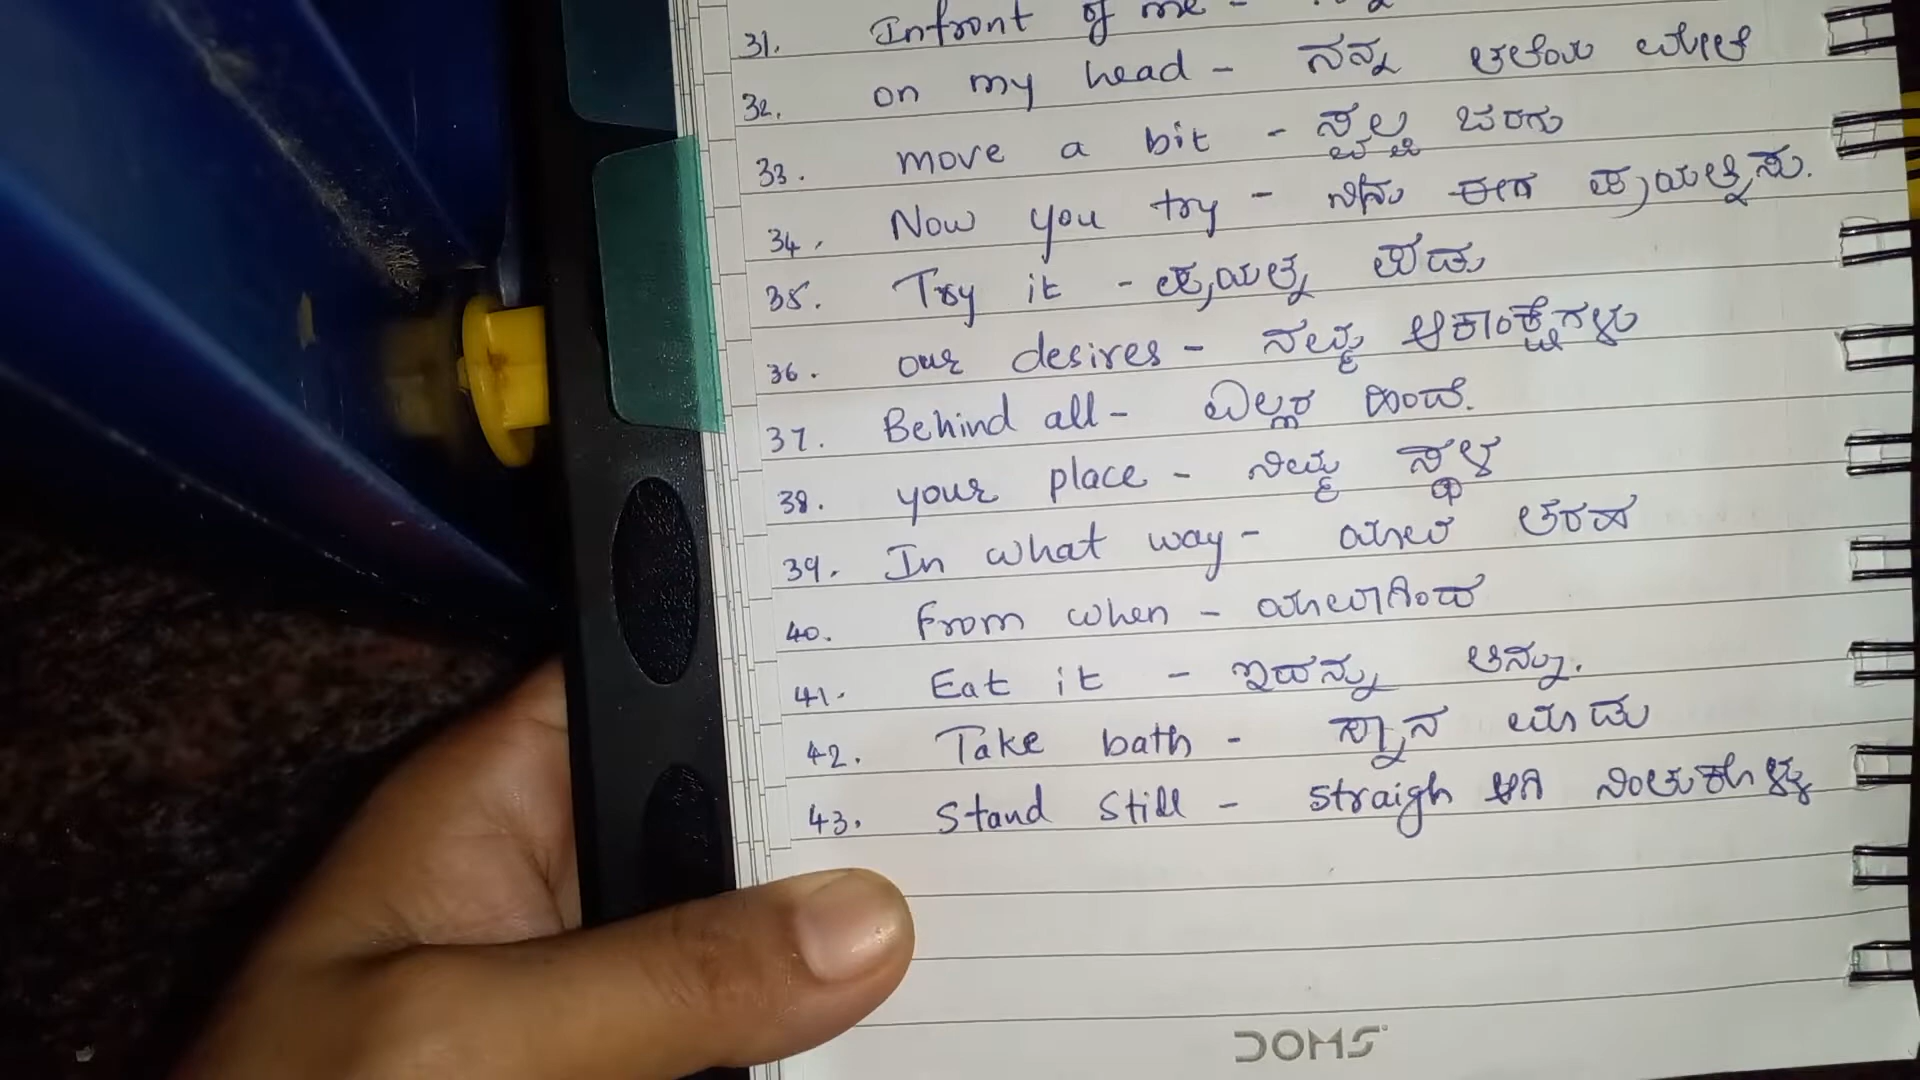 31. Infront of me -
32. on my head - ನನ್ನ ತಲೆಯ ಮೇಲೆ
33. move a bit - ಸ್ವಲ್ಪ ಜರಗು
34. Now you try - ನೀನು ಈಗ ಪ್ರಯತ್ನಿಸು.
35. Try it - ಪ್ರಯತ್ನ ಪಡು
36. our desires - ನಮ್ಮ ಆಕಾಂಕ್ಷೆಗಳು
37. Behind all - ಎಲ್ಲರ ಹಿಂದೆ.
38. your place - ನಿಮ್ಮ ಸ್ಥಳ
39. In what way - ಯಾವ ತರಹ
40. From when - ಯಾವಾಗಿಂದ
41. Eat it - ಇದನ್ನು ತಿನ್ನು.
42. Take bath - ಸ್ನಾನ ಮಾಡು
43. Stand Still - straigh ಆಗಿ ನಿಂತುಕೊಳ್ಳಿ
DOMS